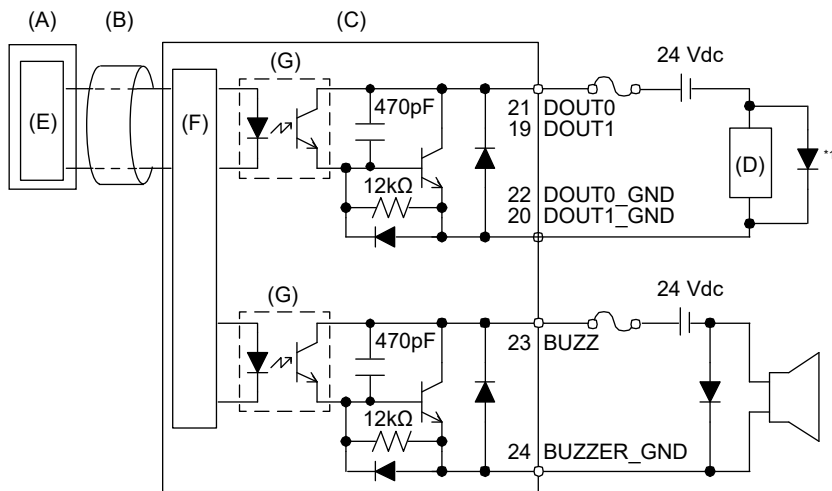 (A) (B) (C)
(G) 24 Vdc
470pF 21 DOUT0
(E) (F) 19 DOUT1
(D) *1
12kΩ 22 DOUT0_GND
20 DOUT1_GND
(G) 24 Vdc
470pF 23 BUZZ
12kΩ
24 BUZZER_GND